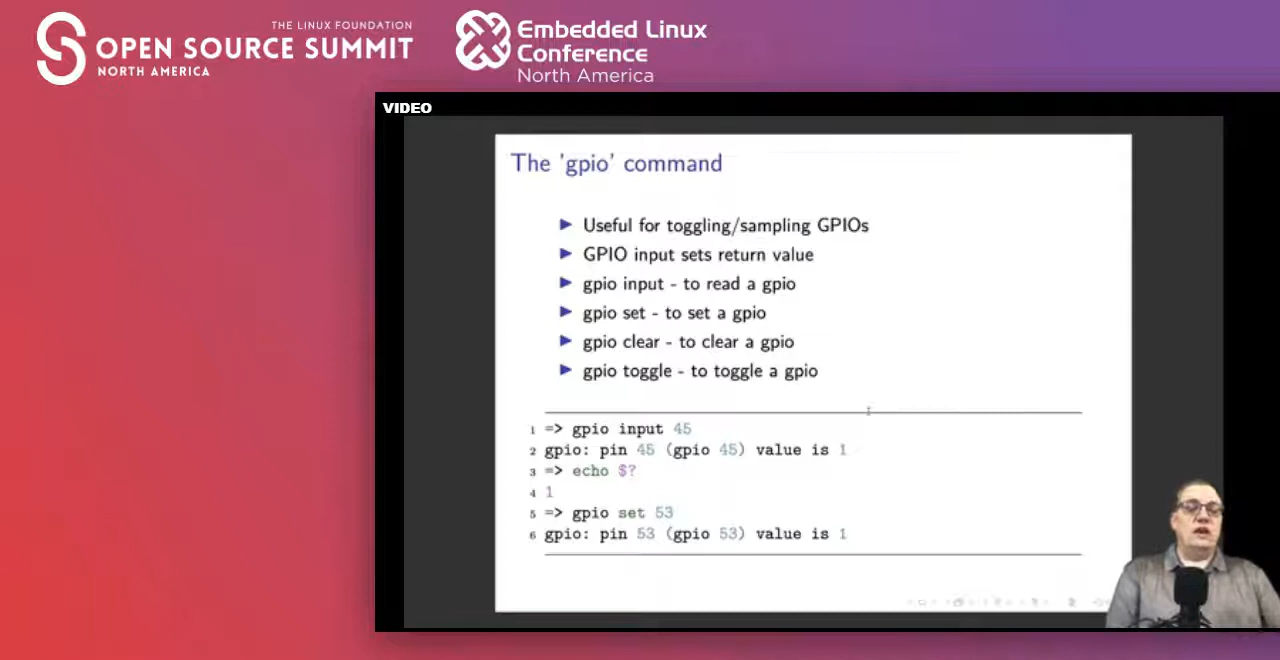 THE LINUX FOUNDATION
OPEN SOURCE SUMMIT
NORTH AMERICA
Embedded Linux
Conference
North America
VIDEO
The 'gpio' command
▶ Useful for toggling/sampling GPIOs
▶ GPIO input sets return value
▶ gpio input - to read a gpio
▶ gpio set - to set a gpio
▶ gpio clear - to clear a gpio
▶ gpio toggle - to toggle a gpio
1 => gpio input 45
2 gpio: pin 45 (gpio 45) value is 1
3 => echo $?
4 1
5 => gpio set 53
6 gpio: pin 53 (gpio 53) value is 1